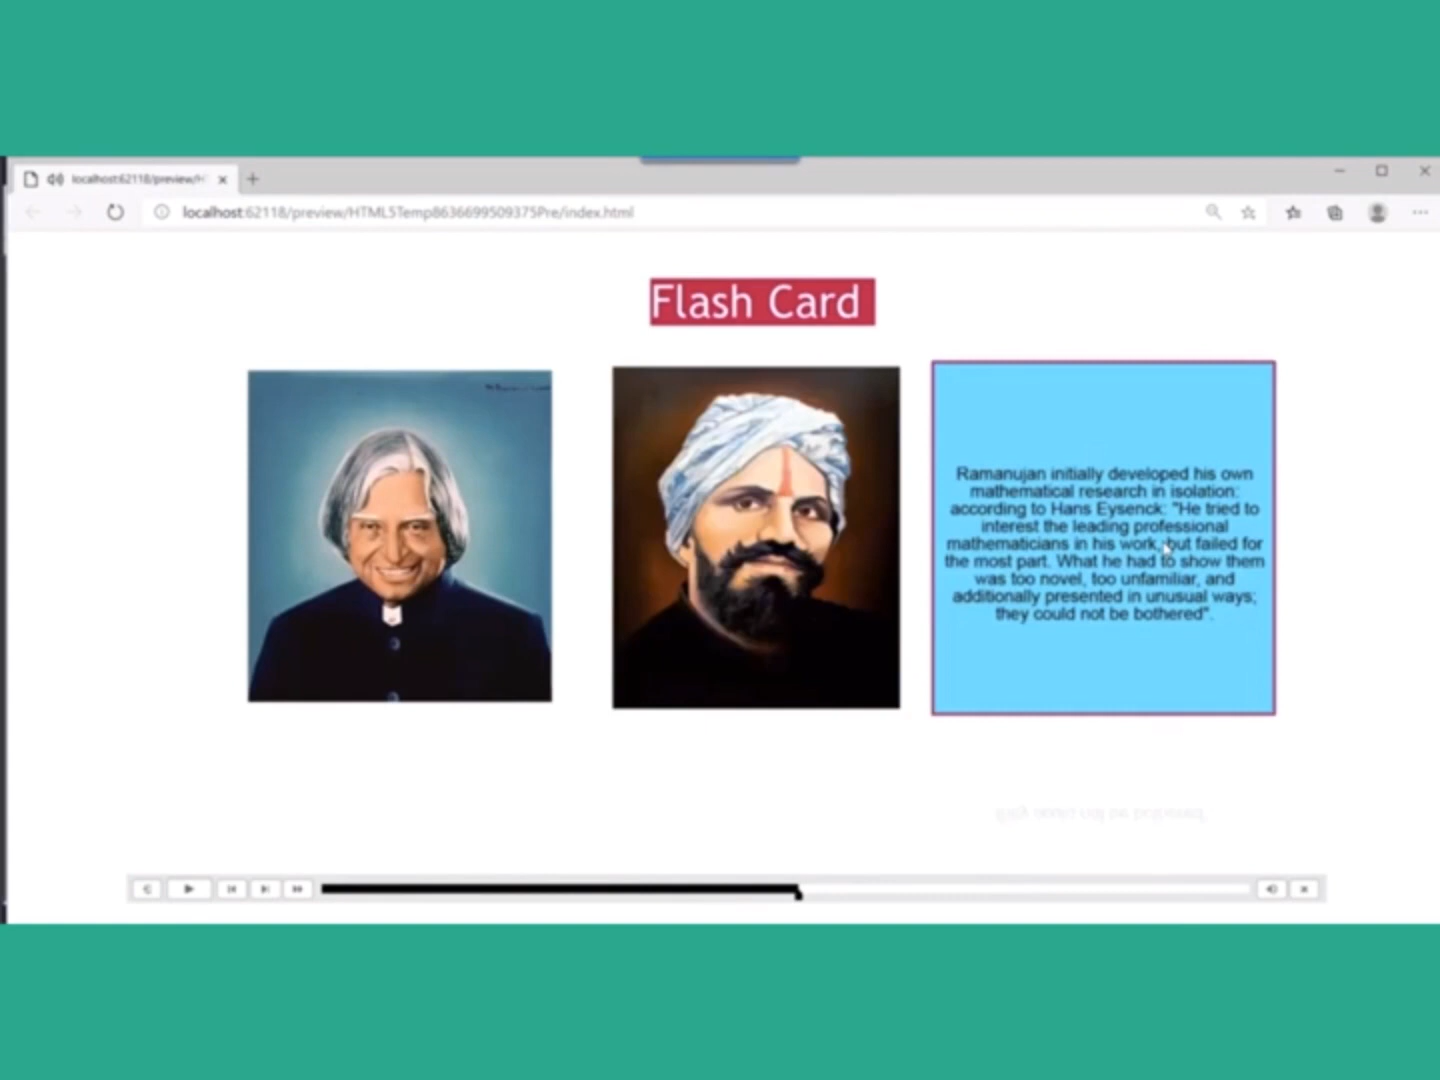 localhost:62118/preview/H
localhost:62118/preview/HTML5Temp8636699509375Pre/index.html
Flash Card
Ramanujan initially developed his own
mathematical research in isolation:
according to Hans Eysenck: "He tried to
interest the leading professional
mathematicians in his work, but failed for
the most part. What he had to show them
was too novel, too unfamiliar, and
additionally presented in unusual ways;
they could not be bothered".